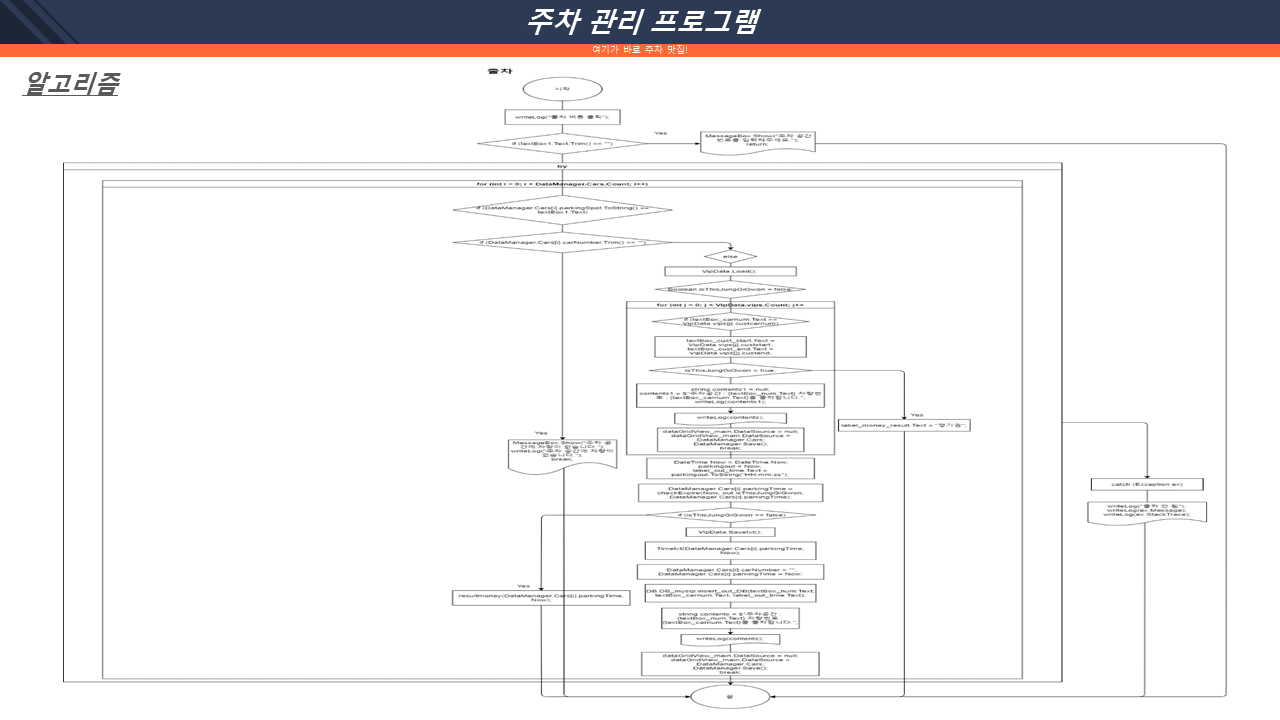 주차 관리 프로그램
여기가 바로 주차 맛집!
알고리즘
출차
시작
writeLog("출차 버튼 클릭");
if (textBox1.Text.Trim() == "")
Yes
MessageBox.Show("주차 공간
번호를 입력해주세요.");
return;
try
for (int i = 0; i < DataManager.Cars.Count; i++)
if (DataManager.Cars[i].parkingSpot.ToString() ==
textBox1.Text)
if (DataManager.Cars[i].carNumber.Trim() == "")
else
VipData.Load();
Boolean isThisJungGiGwon = false;
for (int j = 0; j < VipData.vips.Count; j++
if (textBox_carnum.Text ==
VipData.vips[j].custcarnum)
textBox_cust_start.Text =
VipData.vips[j].custstart;
textBox_cust_end.Text =
VipData.vips[j].custend;
isThisJungGiGwon = true;
string contents1 = null;
contents1 = $"주차공간 : {textBox_num.Text} 차량번
호 : {textBox_carnum.Text}을 출차합니다.";
writeLog(contents1);
writeLog(contents);
dataGridView_main.DataSource = null;
dataGridView_main.DataSource =
DataManager.Cars;
DataManager.Save();
break;
Yes
label_money_result.Text = "정기권";
Yes
MessageBox.Show("주차 공
간에 차량이 없습니다.");
writeLog("주차 공간에 차량이
없습니다.");
break;
DateTime Now = DateTime.Now;
parkingout = Now;
label_out_time.Text =
parkingout.ToString("HH:mm:ss");
DataManager.Cars[i].parkingTime =
checkExpire(Now, out isThisJungGiGwon,
DataManager.Cars[i].parkingTime);
if (isThisJungGiGwon == false)
VipData.Savetxt();
Timetxt(DataManager.Cars[i].parkingTime,
Now);
DataManager.Cars[i].carNumber = "";
DataManager.Cars[i].parkingTime = Now;
Yes
resultmoney(DataManager.Cars[i].parkingTime,
Now);
DB.DB_mysql.insert_out_DB(textBox_num.Text,
textBox_carnum.Text, label_out_time.Text);
string contents = $"주차공간 :
{textBox_num.Text} 차량번호 :
{textBox_carnum.Text}을 출차합니다.";
writeLog(contents);
dataGridView_main.DataSource = null;
dataGridView_main.DataSource =
DataManager.Cars;
DataManager.Save();
break;
catch (Exception ex)
writeLog("출차 안 됨");
writeLog(ex.Message);
writeLog(ex.StackTrace);
끝